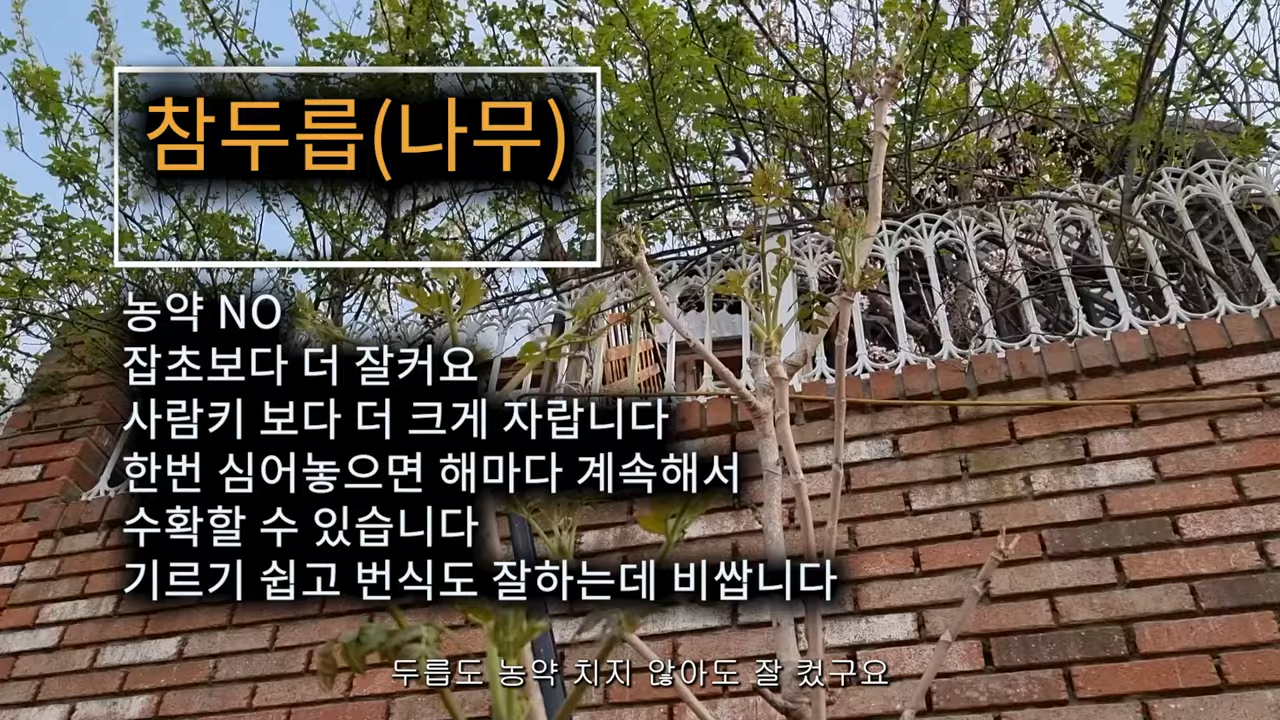 참두릅(나무)
농약 NO
잡초보다 더 잘커요
사람키 보다 더 크게 자랍니다
한번 심어놓으면 해마다 계속해서
수확할 수 있습니다
기르기 쉽고 번식도 잘하는데 비쌉니다
두릅도 농약 치지 않아도 잘 컸구요